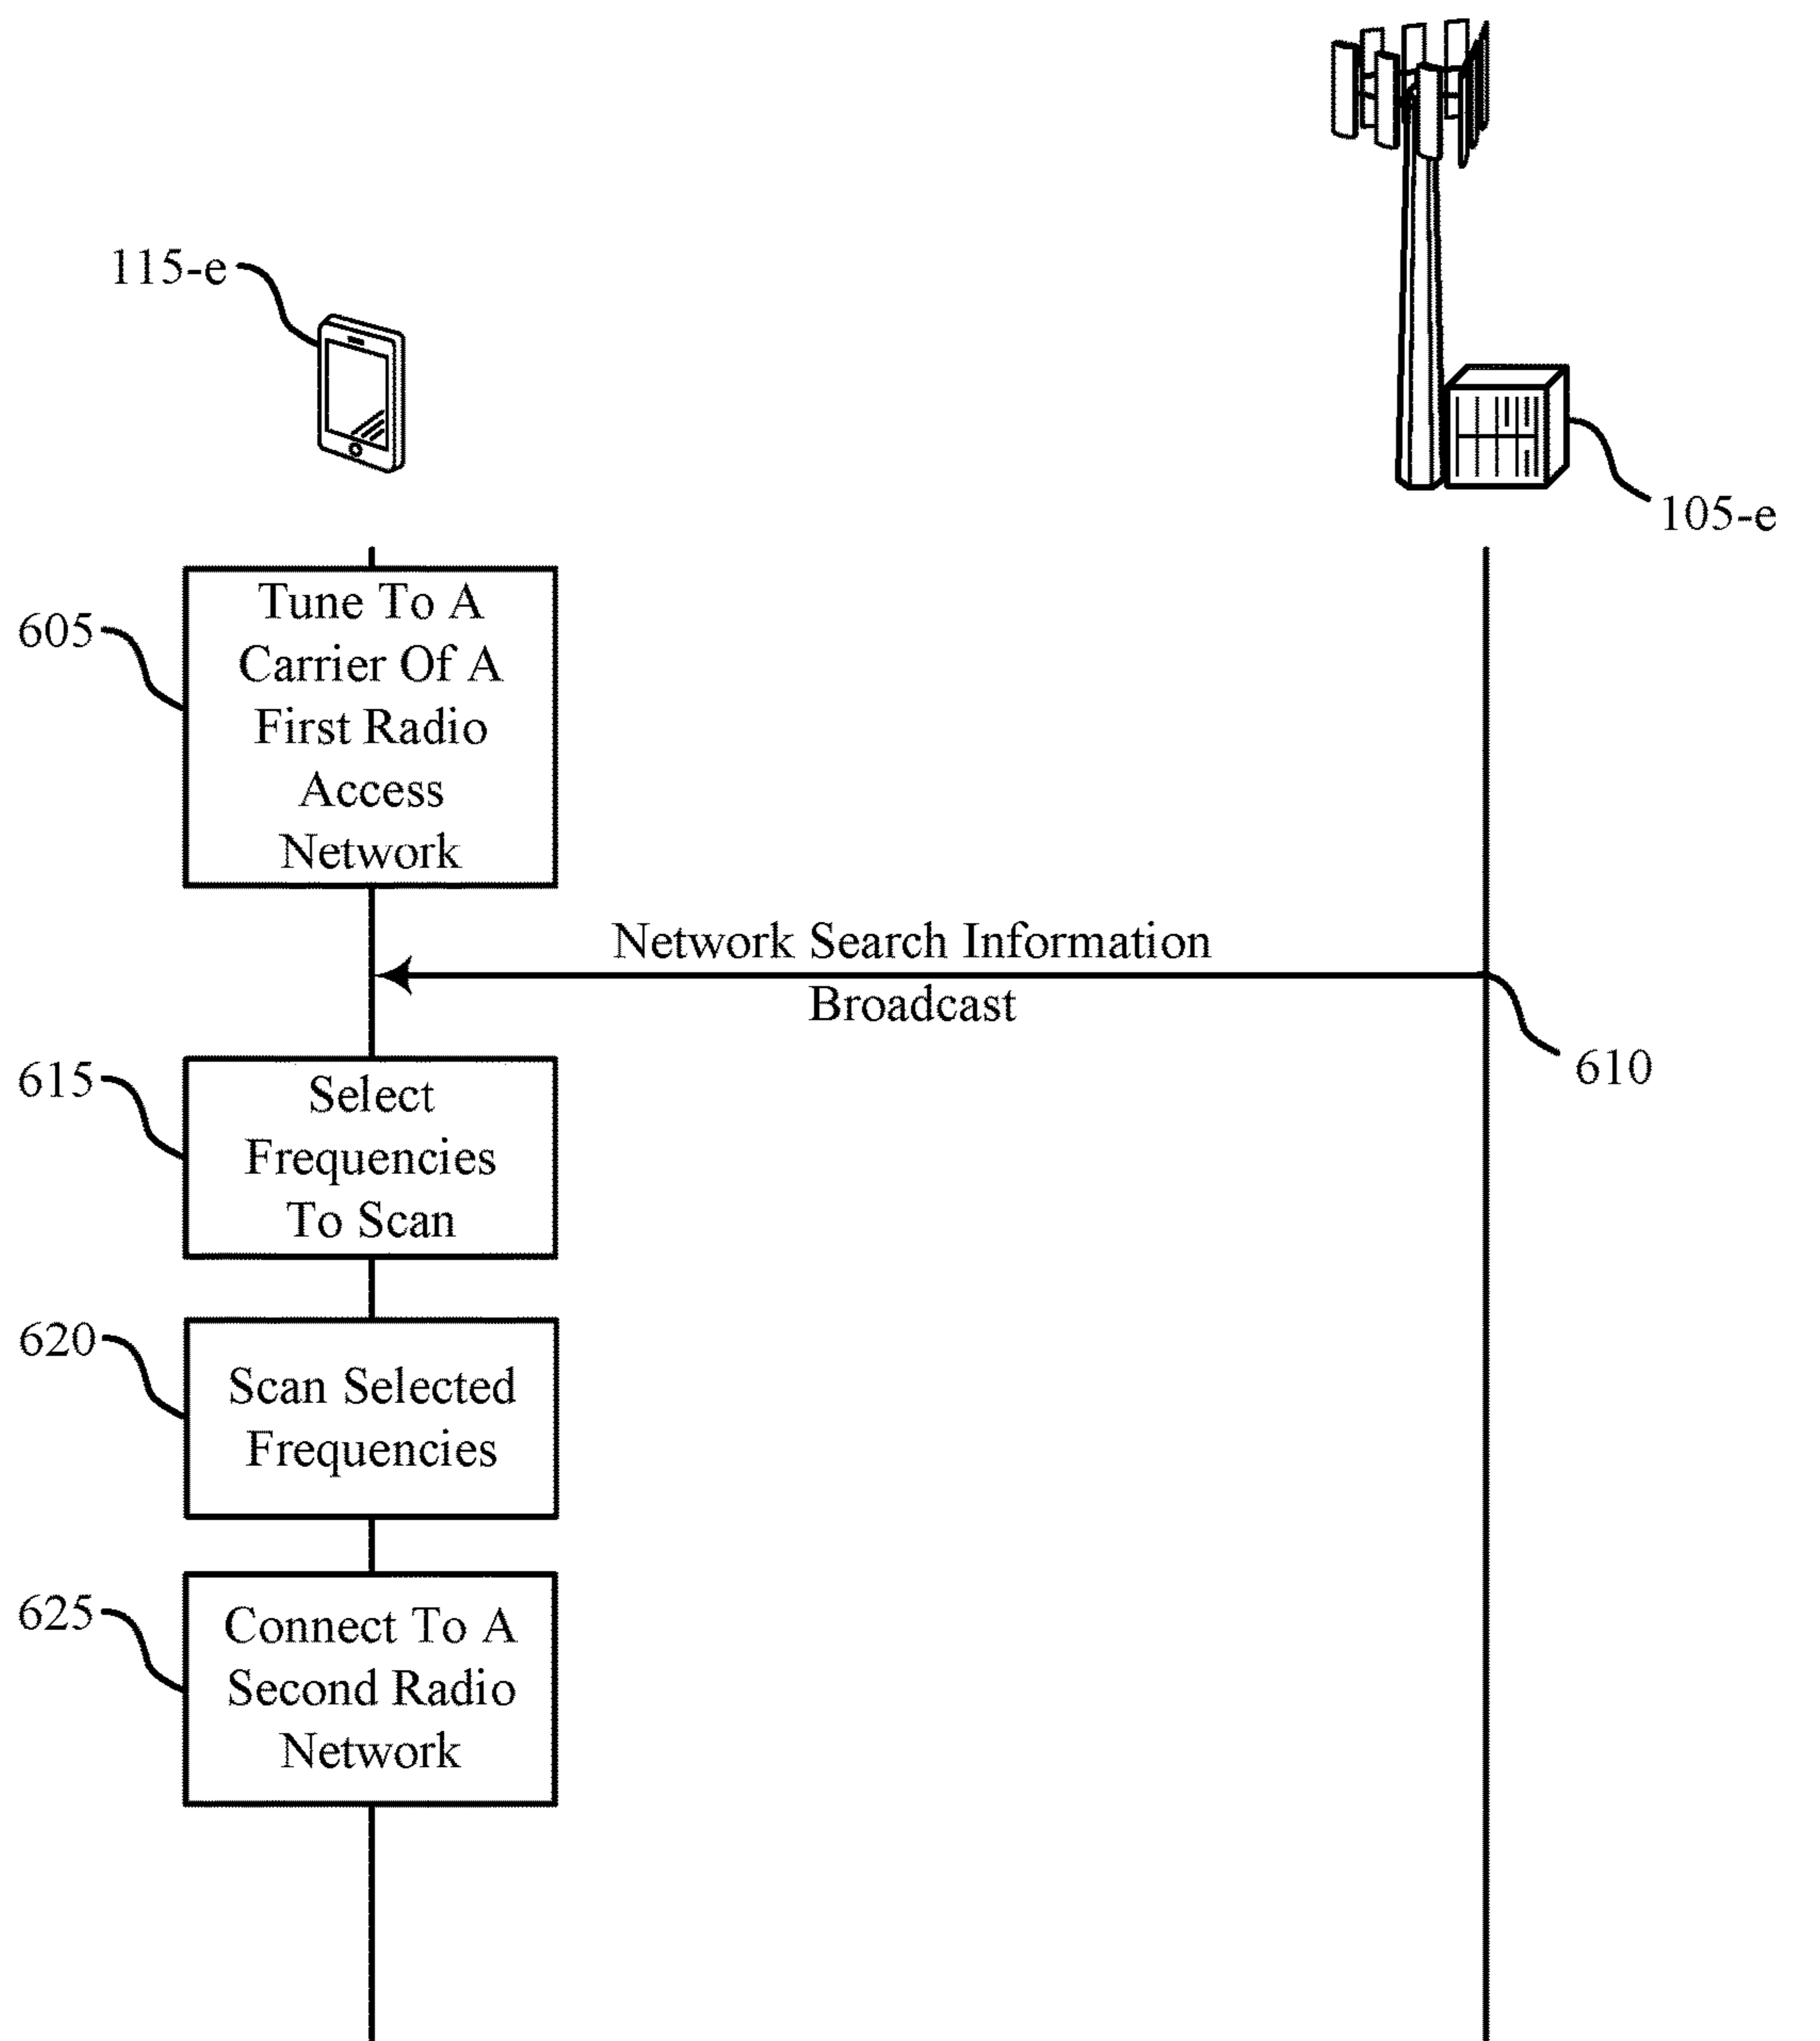 115-e
105-e
605
Tune To A
Carrier Of A
First Radio
Access
Network
Network Search Information
Broadcast
610
615
Select
Frequencies
To Scan
620
Scan Selected
Frequencies
625
Connect To A
Second Radio
Network